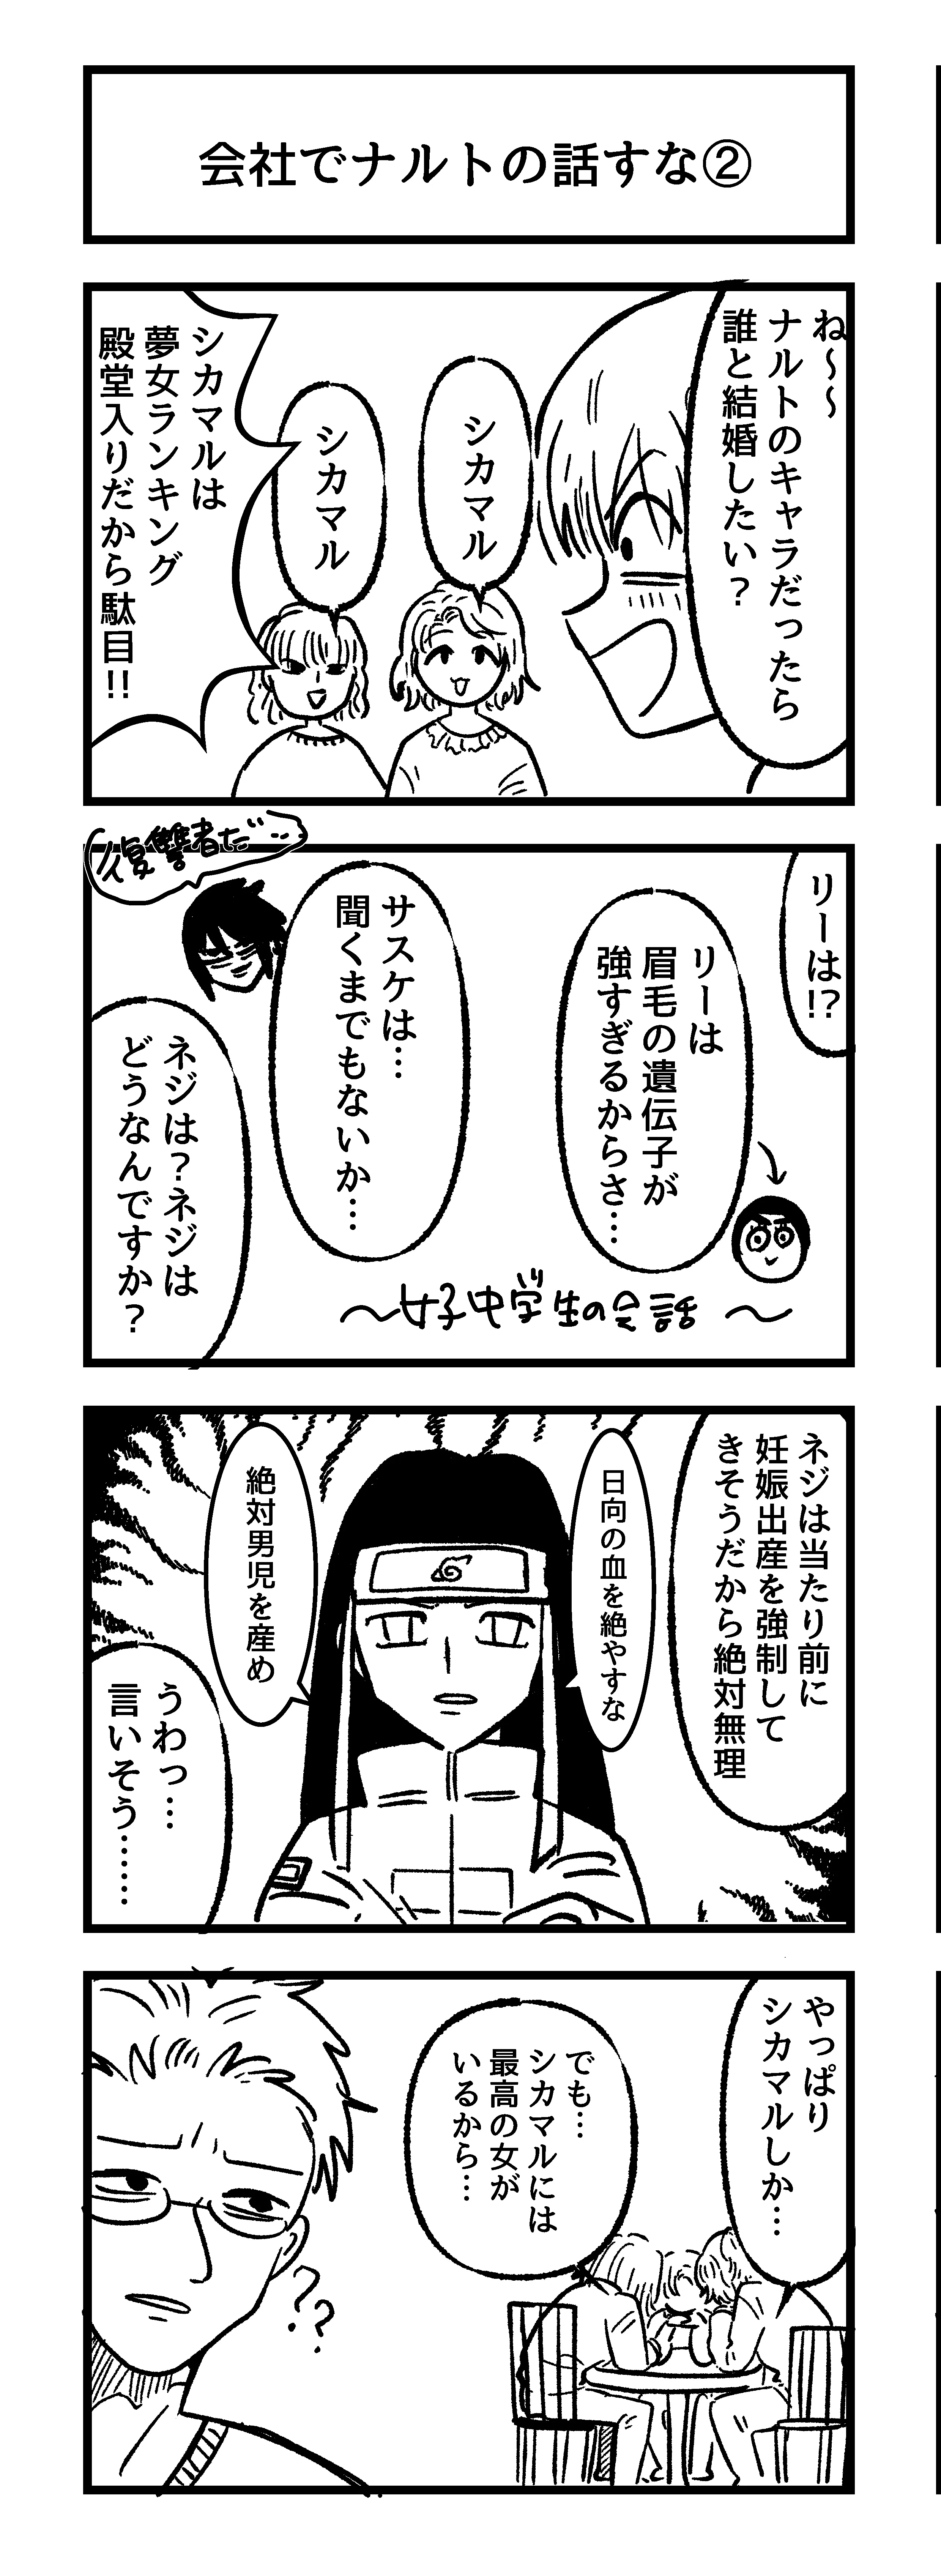 会社でナルトの話すな②
ね〜〜
ナルトのキャラだったら
誰と結婚したい？
シカマル
シカマル
シカマルは
夢女ランキング
殿堂入りだから駄目!!
リーは!?
リーは
眉毛の遺伝子が
強すぎるからさ…
サスケは…
聞くまでもないか…
復讐者だ…
ネジは？ネジは
どうなんですか？
〜女子中学生の会話〜
ネジは当たり前に
妊娠出産を強制して
きそうだから絶対無理
日向の血を絶やすな
絶対男児を産め
うわっ…
言いそう……
やっぱり
シカマルしか…
でも…
シカマルには
最高の女が
いるから…
??